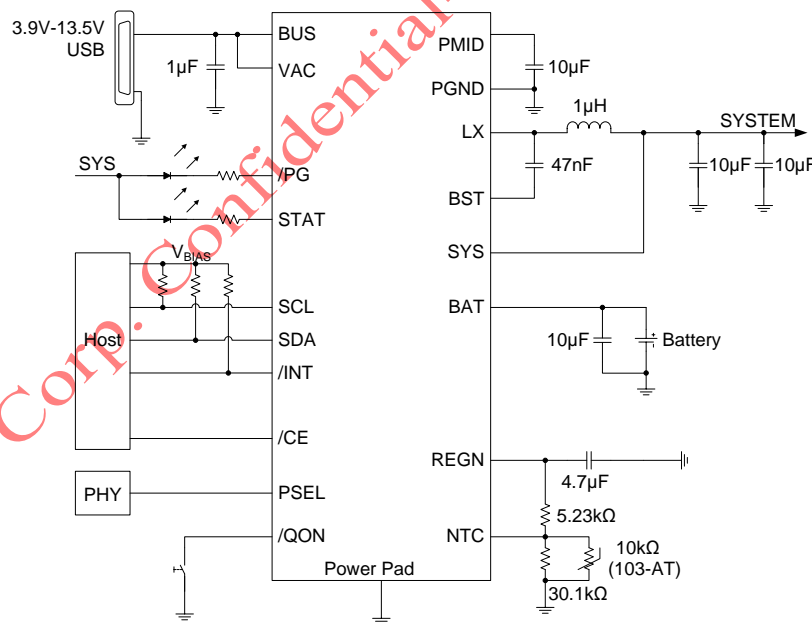 3.9V-13.5V
USB
1µF
BUS
VAC
PMID
PGND
10µF
1µH
LX
SYSTEM
47nF
10µF
10µF
BST
SYS
/PG
STAT
SYS
V_BIAS
Host
SCL
SDA
/INT
/CE
BAT
10µF
Battery
PHY
PSEL
/QON
REGN
4.7µF
5.23kΩ
NTC
10kΩ
(103-AT)
30.1kΩ
Power Pad
Corp. Confidential